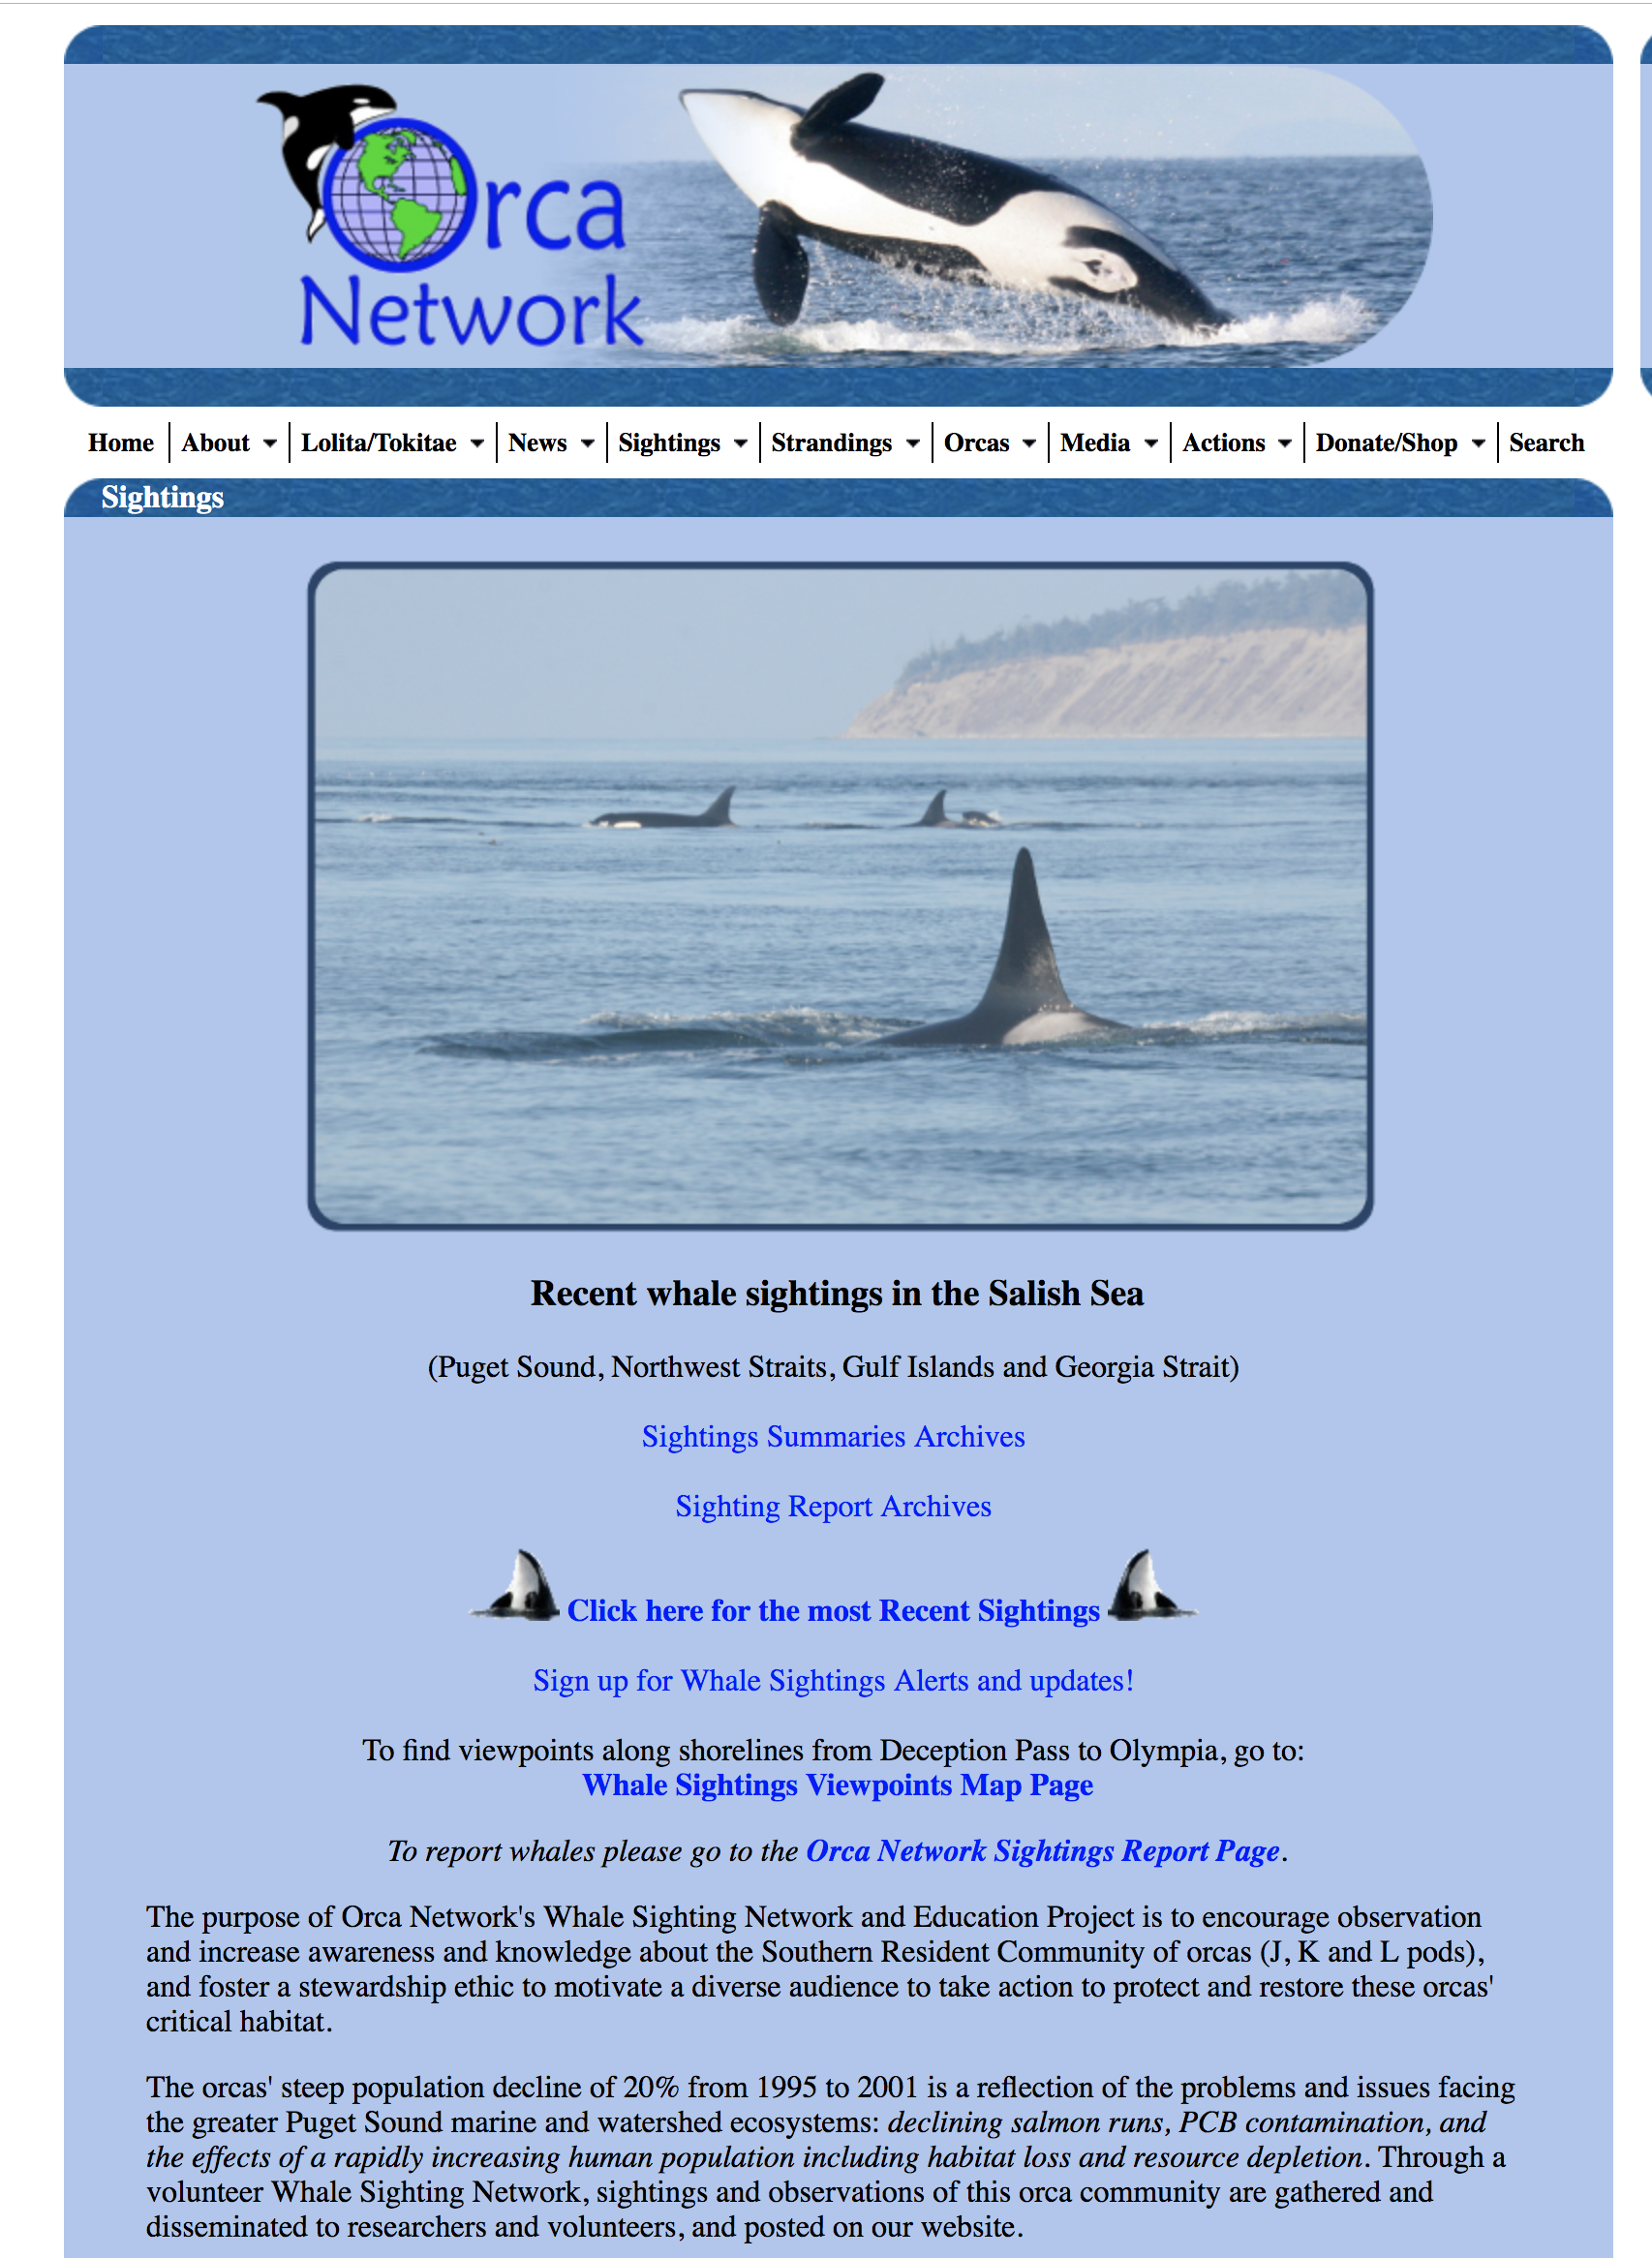 Orca
Network
Home About Lolita/Tokitae News Sightings Strandings Orcas Media Actions Donate/Shop Search
Sightings
Recent whale sightings in the Salish Sea
(Puget Sound, Northwest Straits, Gulf Islands and Georgia Strait)
Sightings Summaries Archives
Sighting Report Archives
Click here for the most Recent Sightings
Sign up for Whale Sightings Alerts and updates!
To find viewpoints along shorelines from Deception Pass to Olympia, go to:
Whale Sightings Viewpoints Map Page
To report whales please go to the Orca Network Sightings Report Page.
The purpose of Orca Network's Whale Sighting Network and Education Project is to encourage observation
and increase awareness and knowledge about the Southern Resident Community of orcas (J, K and L pods),
and foster a stewardship ethic to motivate a diverse audience to take action to protect and restore these orcas'
critical habitat.
The orcas' steep population decline of 20% from 1995 to 2001 is a reflection of the problems and issues facing
the greater Puget Sound marine and watershed ecosystems: declining salmon runs, PCB contamination, and
the effects of a rapidly increasing human population including habitat loss and resource depletion. Through a
volunteer Whale Sighting Network, sightings and observations of this orca community are gathered and
disseminated to researchers and volunteers, and posted on our website.